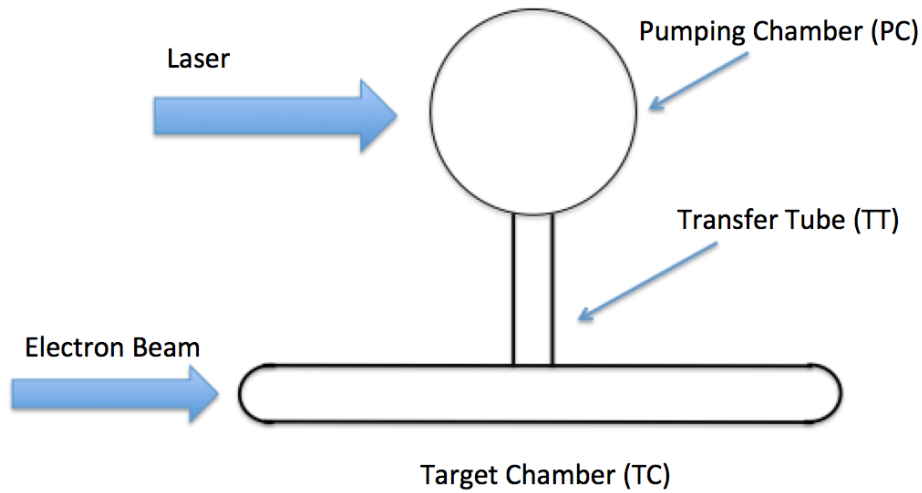 Pumping Chamber (PC)
Laser
Transfer Tube (TT)
Electron Beam
Target Chamber (TC)